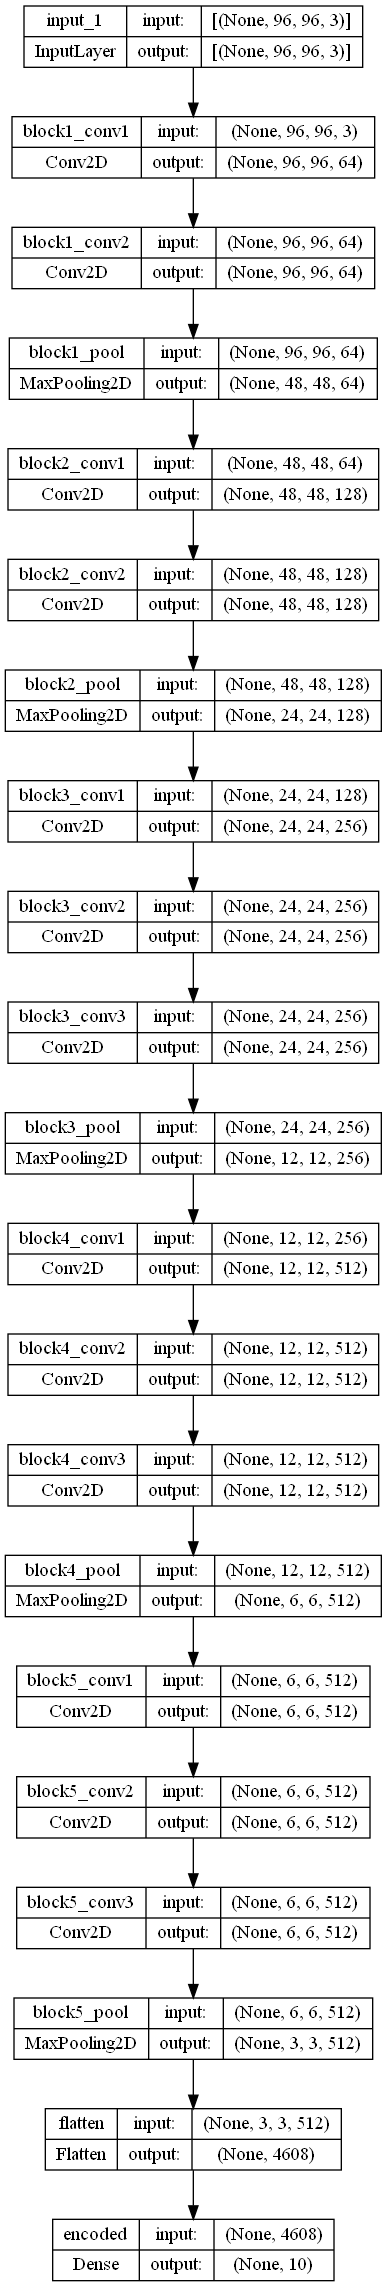 input_1 input: [(None, 96, 96, 3)]
InputLayer output: [(None, 96, 96, 3)]
block1_conv1 input: (None, 96, 96, 3)
Conv2D output: (None, 96, 96, 64)
block1_conv2 input: (None, 96, 96, 64)
Conv2D output: (None, 96, 96, 64)
block1_pool input: (None, 96, 96, 64)
MaxPooling2D output: (None, 48, 48, 64)
block2_conv1 input: (None, 48, 48, 64)
Conv2D output: (None, 48, 48, 128)
block2_conv2 input: (None, 48, 48, 128)
Conv2D output: (None, 48, 48, 128)
block2_pool input: (None, 48, 48, 128)
MaxPooling2D output: (None, 24, 24, 128)
block3_conv1 input: (None, 24, 24, 128)
Conv2D output: (None, 24, 24, 256)
block3_conv2 input: (None, 24, 24, 256)
Conv2D output: (None, 24, 24, 256)
block3_conv3 input: (None, 24, 24, 256)
Conv2D output: (None, 24, 24, 256)
block3_pool input: (None, 24, 24, 256)
MaxPooling2D output: (None, 12, 12, 256)
block4_conv1 input: (None, 12, 12, 256)
Conv2D output: (None, 12, 12, 512)
block4_conv2 input: (None, 12, 12, 512)
Conv2D output: (None, 12, 12, 512)
block4_conv3 input: (None, 12, 12, 512)
Conv2D output: (None, 12, 12, 512)
block4_pool input: (None, 12, 12, 512)
MaxPooling2D output: (None, 6, 6, 512)
block5_conv1 input: (None, 6, 6, 512)
Conv2D output: (None, 6, 6, 512)
block5_conv2 input: (None, 6, 6, 512)
Conv2D output: (None, 6, 6, 512)
block5_conv3 input: (None, 6, 6, 512)
Conv2D output: (None, 6, 6, 512)
block5_pool input: (None, 6, 6, 512)
MaxPooling2D output: (None, 3, 3, 512)
flatten input: (None, 3, 3, 512)
Flatten output: (None, 4608)
encoded input: (None, 4608)
Dense output: (None, 10)